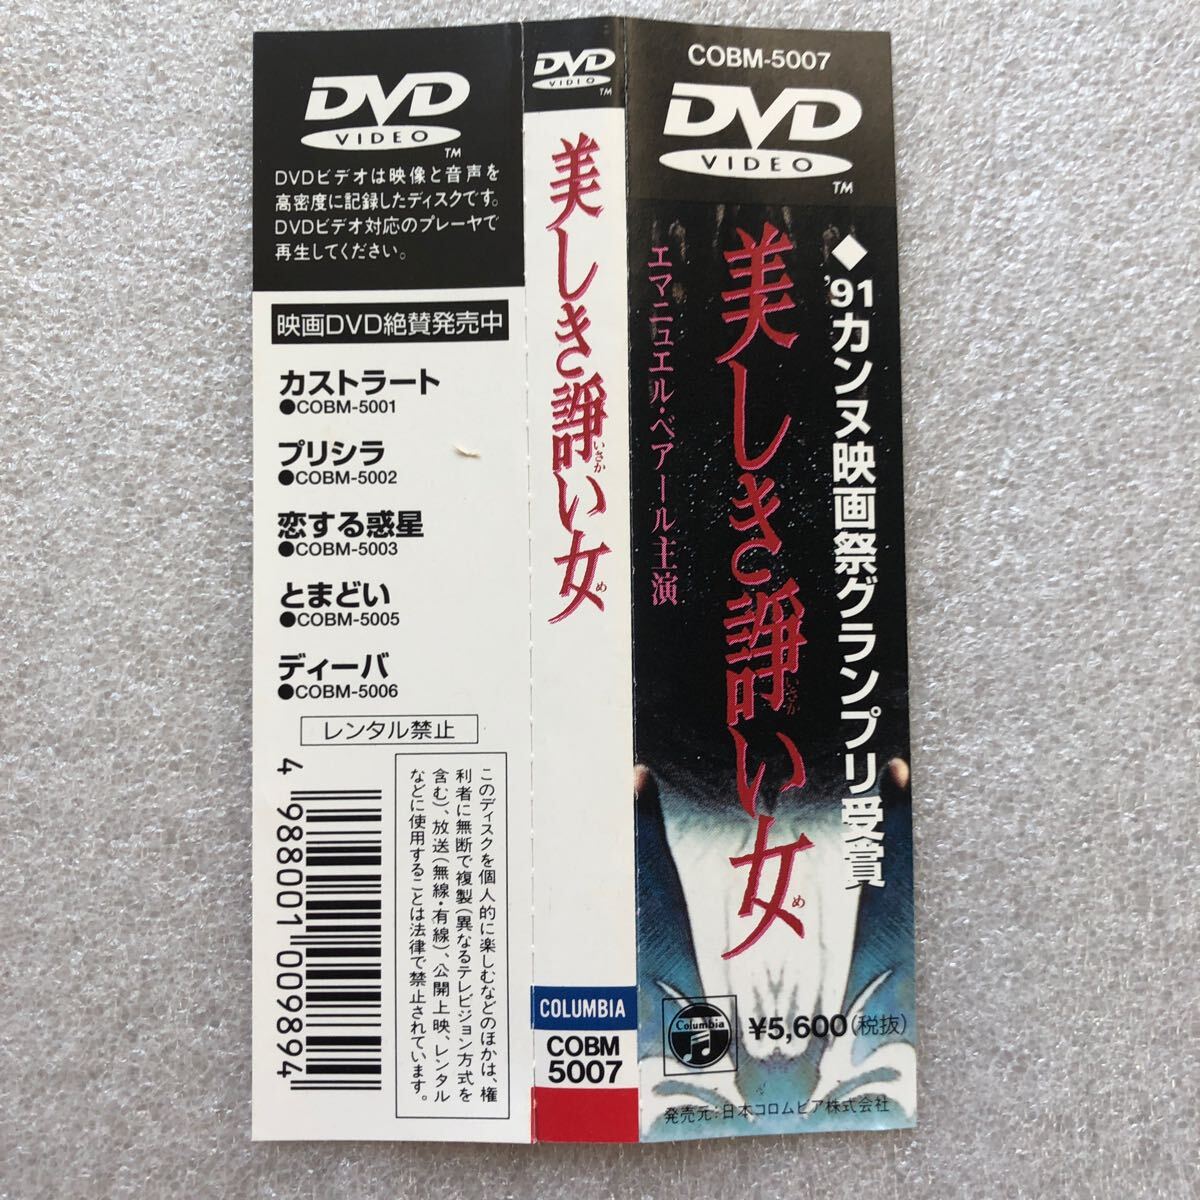 DVD
VIDEO
TM
DVDビデオは映像と音声を
高密度に記録したディスクです。
DVDビデオ対応のプレーヤで
再生してください。
映画DVD絶賛発売中
カストラート
●COBM-5001
プリシラ
●COBM-5002
恋する惑星
●COBM-5003
とまどい
●COBM-5005
ディーバ
●COBM-5006
レンタル禁止
このディスクを個人的に楽しむなどのほかは、権
利者に無断で複製(異なるテレビジョン方式を
含む)、放送(無線・有線)、公開上映、レンタル
などに使用することは法律で禁止されています。
4 988001 009894
DVD
VIDEO
TM
美しき諍い女
いさか
め
COLUMBIA
COBM
5007
COBM-5007
DVD
VIDEO
TM
◆'91カンヌ映画祭グランプリ受賞
美しき諍い女
いさか
め
エマニュエル・ベアール主演
Columbia
¥5,600(税抜)
発売元:日本コロムビア株式会社